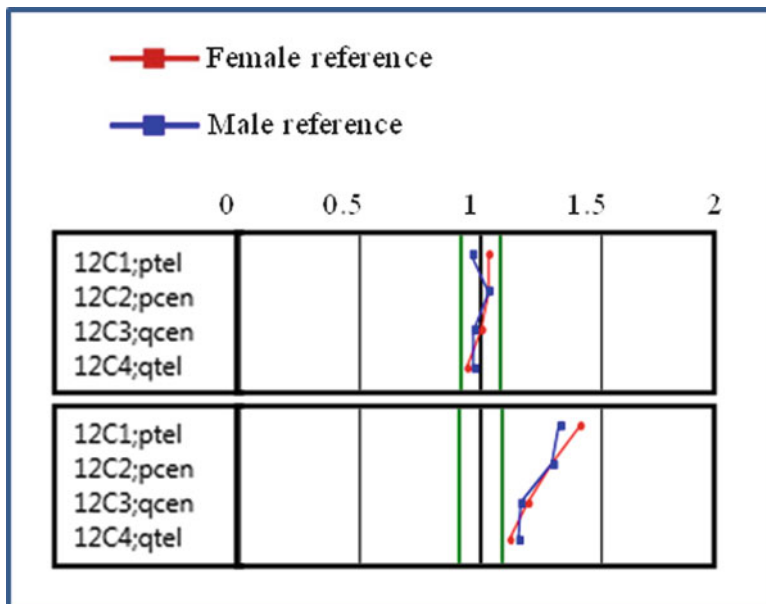 Female reference
Male reference
0 0.5 1 1.5 2
12C1;ptel
12C2;pcen
12C3;qcen
12C4;qtel
12C1;ptel
12C2;pcen
12C3;qcen
12C4;qtel